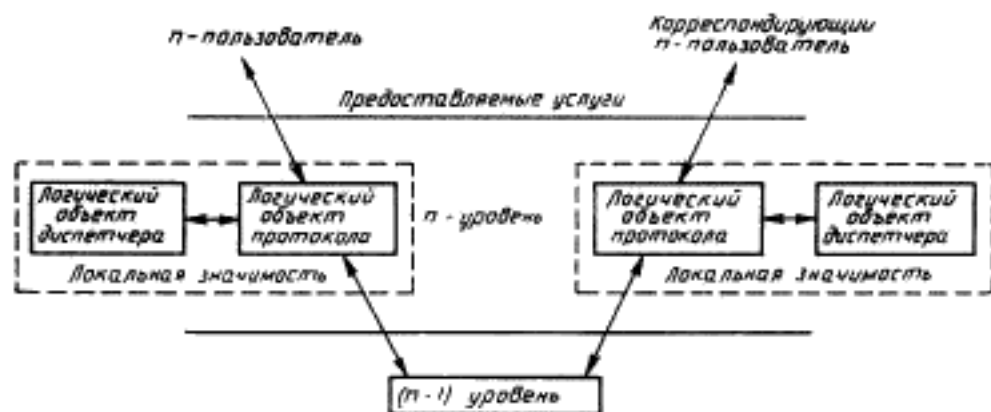 п-пользователь
Корреспондирующии
п-пользователь
Предоставляемые услуги
Логический
объект
диспетчера
Логический
объект
протокола
п-уровень
Логический
объект
протокола
Логический
объект
диспетчера
Локальная значимость
Локальная значимость
(п-1) уровень